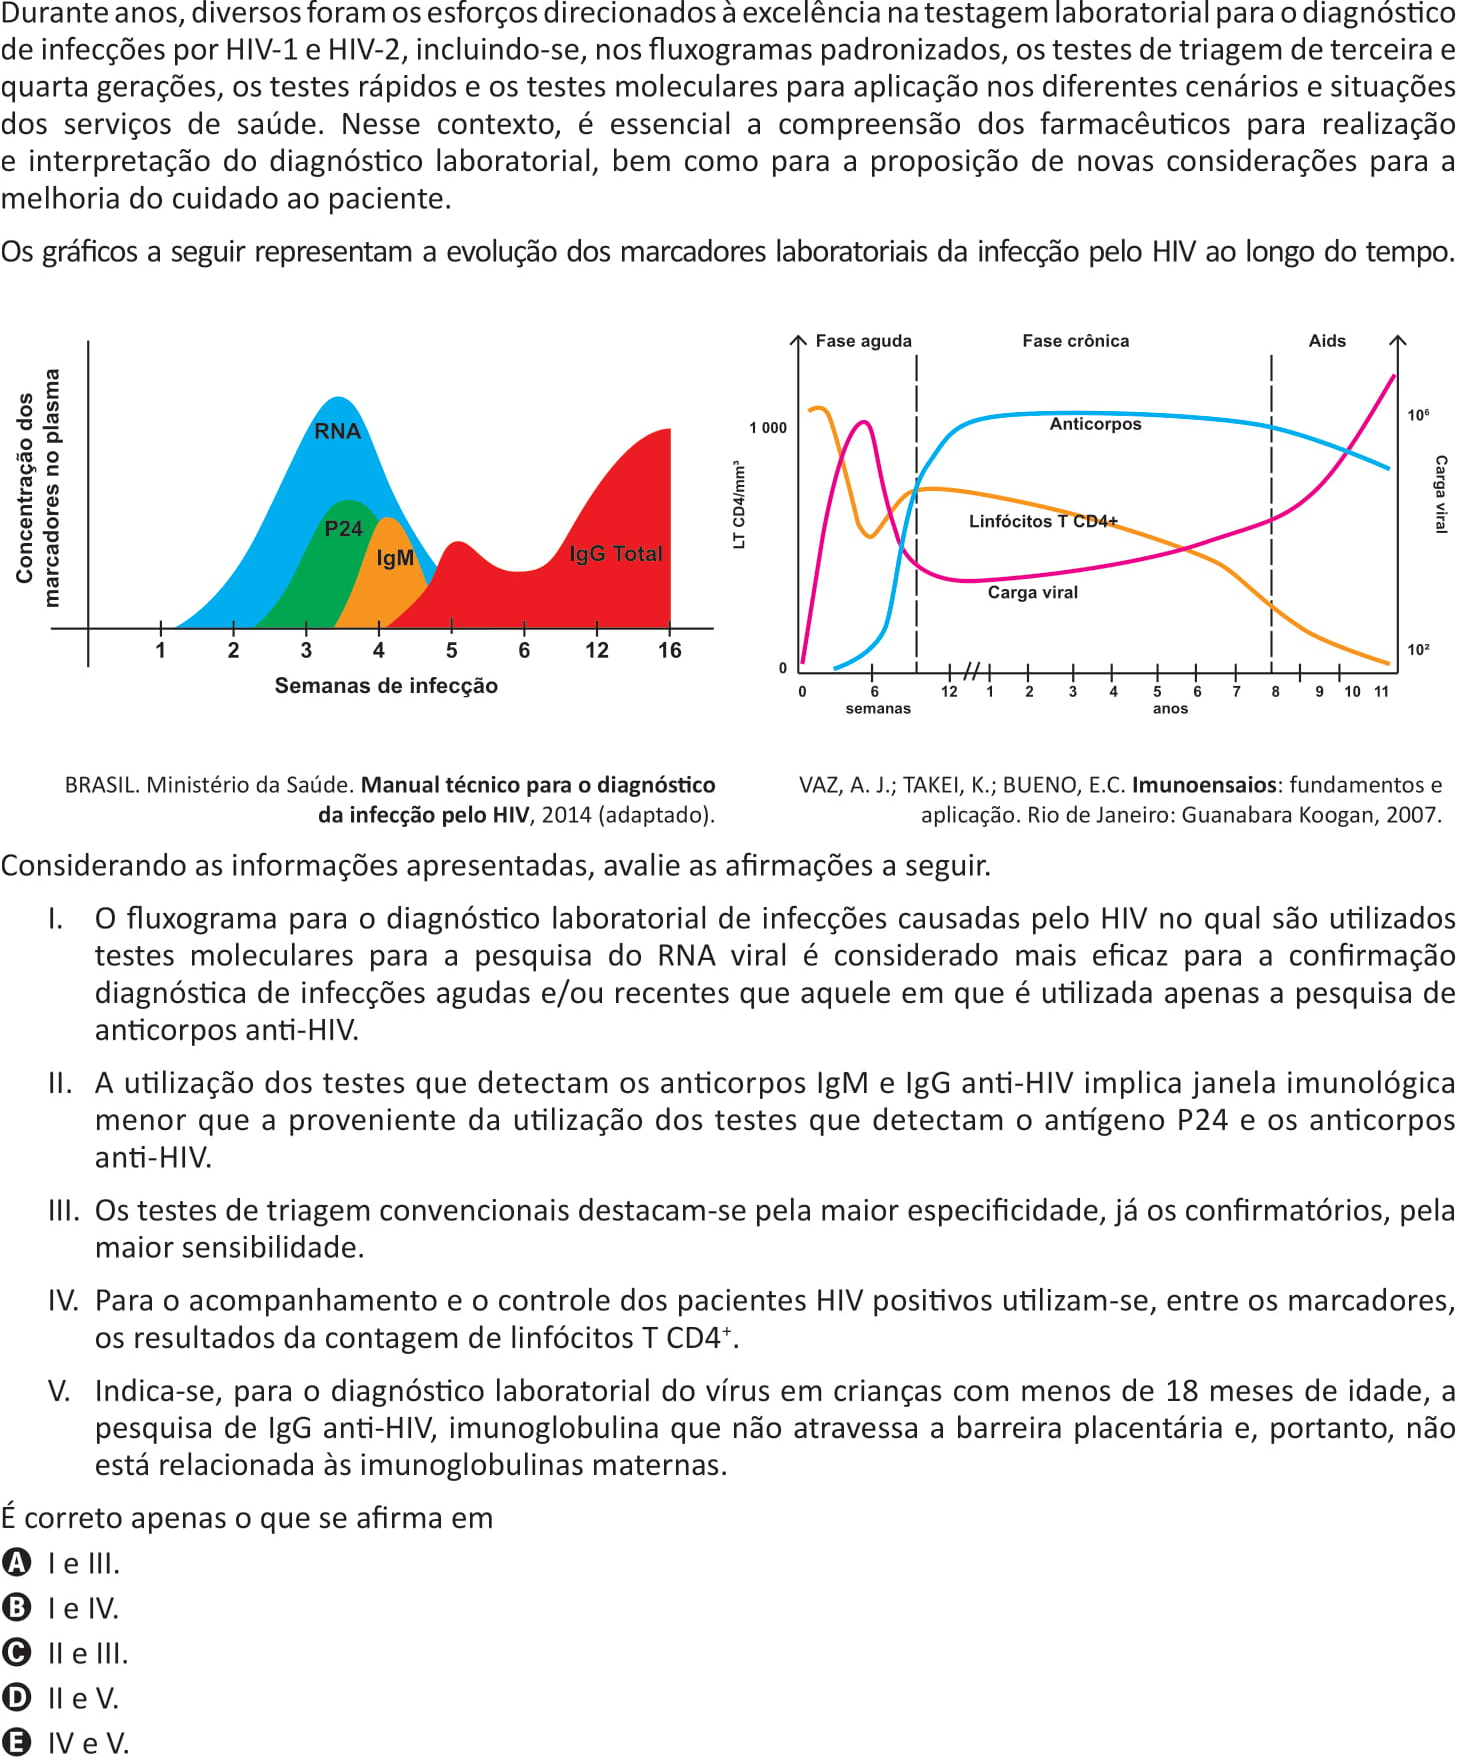 Durante anos, diversos foram os esforços direcionados à excelência na testagem laboratorial para o diagnóstico
de infecções por HIV-1 e HIV-2, incluindo-se, nos fluxogramas padronizados, os testes de triagem de terceira e
quarta gerações, os testes rápidos e os testes moleculares para aplicação nos diferentes cenários e situações
dos serviços de saúde. Nesse contexto, é essencial a compreensão dos farmacêuticos para realização
e interpretação do diagnóstico laboratorial, bem como para a proposição de novas considerações para a
melhoria do cuidado ao paciente.
Os gráficos a seguir representam a evolução dos marcadores laboratoriais da infecção pelo HIV ao longo do tempo.
Concentração dos
marcadores no plasma
RNA
P24
IgM
IgG Total
1 2 3 4 5 6 12 16
Semanas de infecção
Fase aguda Fase crônica Aids
1 000
0
LT CD4/mm³
Anticorpos
Linfócitos T CD4+
Carga viral
10⁶
10²
Carga viral
0 6 12 1 2 3 4 5 6 7 8 9 10 11
semanas anos
BRASIL. Ministério da Saúde. Manual técnico para o diagnóstico
da infecção pelo HIV, 2014 (adaptado).
VAZ, A. J.; TAKEI, K.; BUENO, E.C. Imunoensaios: fundamentos e
aplicação. Rio de Janeiro: Guanabara Koogan, 2007.
Considerando as informações apresentadas, avalie as afirmações a seguir.
I. O fluxograma para o diagnóstico laboratorial de infecções causadas pelo HIV no qual são utilizados
testes moleculares para a pesquisa do RNA viral é considerado mais eficaz para a confirmação
diagnóstica de infecções agudas e/ou recentes que aquele em que é utilizada apenas a pesquisa de
anticorpos anti-HIV.
II. A utilização dos testes que detectam os anticorpos IgM e IgG anti-HIV implica janela imunológica
menor que a proveniente da utilização dos testes que detectam o antígeno P24 e os anticorpos
anti-HIV.
III. Os testes de triagem convencionais destacam-se pela maior especificidade, já os confirmatórios, pela
maior sensibilidade.
IV. Para o acompanhamento e o controle dos pacientes HIV positivos utilizam-se, entre os marcadores,
os resultados da contagem de linfócitos T CD4⁺.
V. Indica-se, para o diagnóstico laboratorial do vírus em crianças com menos de 18 meses de idade, a
pesquisa de IgG anti-HIV, imunoglobulina que não atravessa a barreira placentária e, portanto, não
está relacionada às imunoglobulinas maternas.
É correto apenas o que se afirma em
A I e III.
B I e IV.
C II e III.
D II e V.
E IV e V.